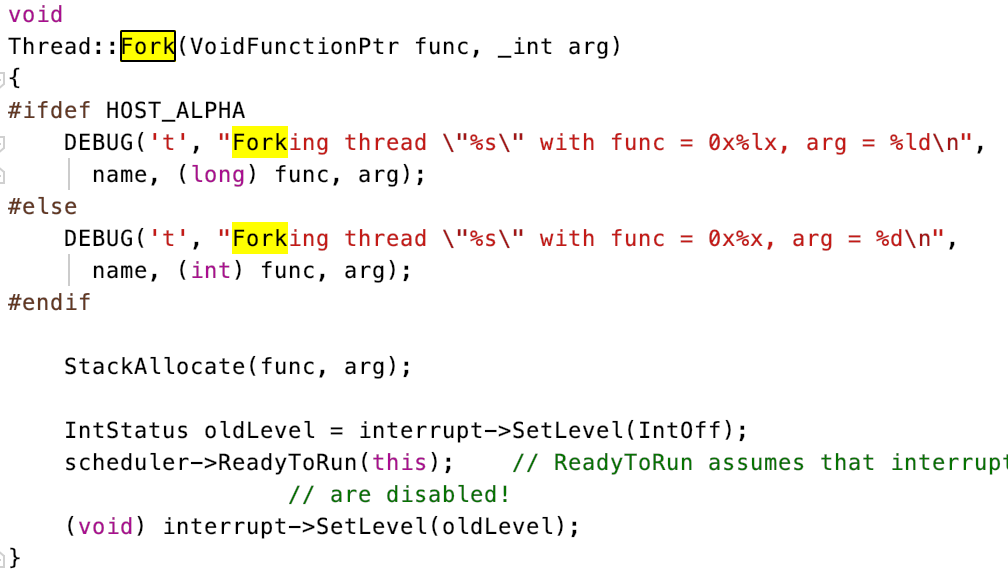 void
Thread::Fork(VoidFunctionPtr func, _int arg)
{
#ifdef HOST_ALPHA
    DEBUG('t', "Forking thread \"%s\" with func = 0x%lx, arg = %ld\n",
      name, (long) func, arg);
#else
    DEBUG('t', "Forking thread \"%s\" with func = 0x%x, arg = %d\n",
      name, (int) func, arg);
#endif
    StackAllocate(func, arg);
    IntStatus oldLevel = interrupt->SetLevel(IntOff);
    scheduler->ReadyToRun(this);    // ReadyToRun assumes that interrupt
                    // are disabled!
    (void) interrupt->SetLevel(oldLevel);
}